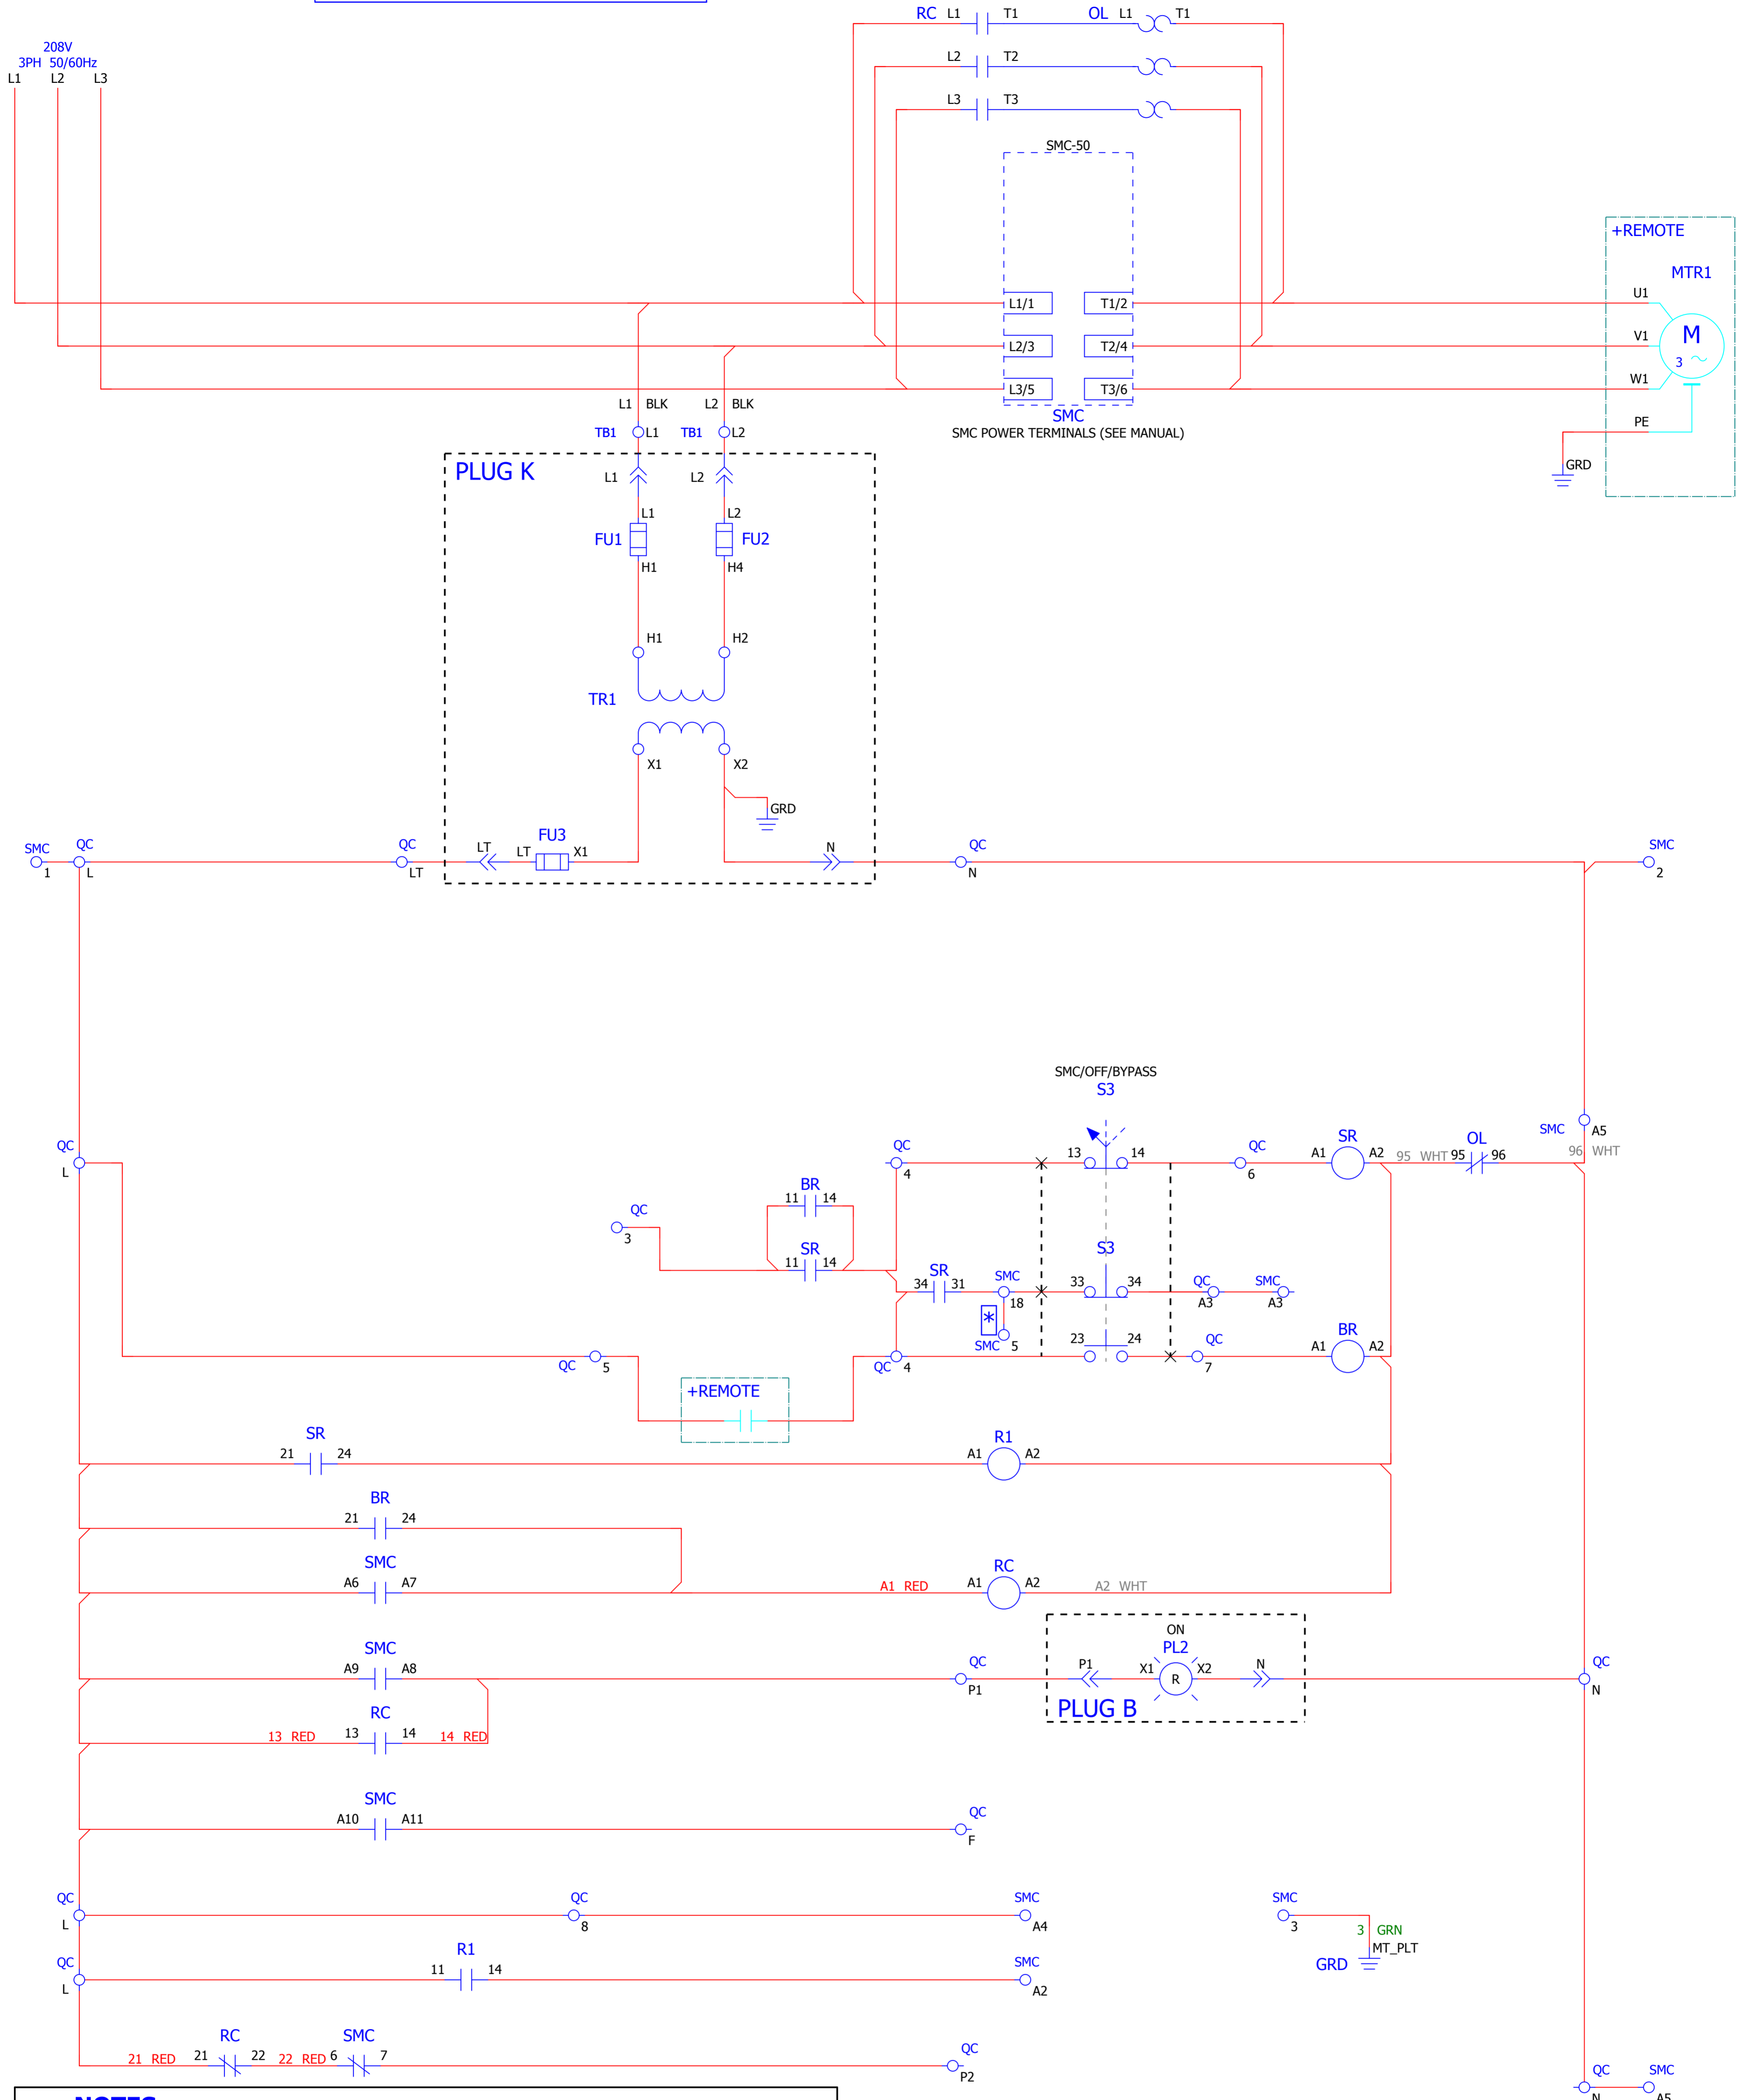 RC L1 T1 OL L1 T1
208V
3PH 50/60Hz
L1 L2 L3
L2 T2
L3 T3
SMC-50
+REMOTE
MTR1
L1/1 T1/2 U1
L2/3 T2/4 V1
M
3
L3/5 T3/6 W1
L1 BLK L2 BLK
SMC
SMC POWER TERMINALS (SEE MANUAL)
PE
TB1 L1 TB1 L2
GRD
PLUG K
L1 L2
L1 L2
FU1 FU2
H1 H4
H1 H2
TR1
X1 X2
GRD
SMC QC QC LT LT FU3 X1 N QC SMC
1 L LT N 2
SMC/OFF/BYPASS
S3
SMC A5
QC QC 13 14 QC SR OL
L 4 6 A1 A2 95 WHT 95 96 96 WHT
BR
11 14
QC
3
SR
11 14
S3
SR
34 31 SMC 33 34 QC SMC
18 A3 A3
*
SMC 5
23 24 QC BR
QC 5 QC 4 7 A1 A2
+REMOTE
SR R1
21 24 A1 A2
BR
21 24
SMC RC
A6 A7 A1 RED A1 A2 A2 WHT
ON
SMC QC PL2 QC
A9 A8 P1 P1 X1 R X2 N N
PLUG B
RC
13 RED 13 14 14 RED
SMC
A10 A11 QC
F
QC QC SMC SMC
L 8 A4 3
3 GRN
MT_PLT
GRD
QC R1 SMC
L 11 14 A2
RC SMC QC
21 RED 21 22 22 RED 6 7 P2
QC SMC
N A5
NOTES